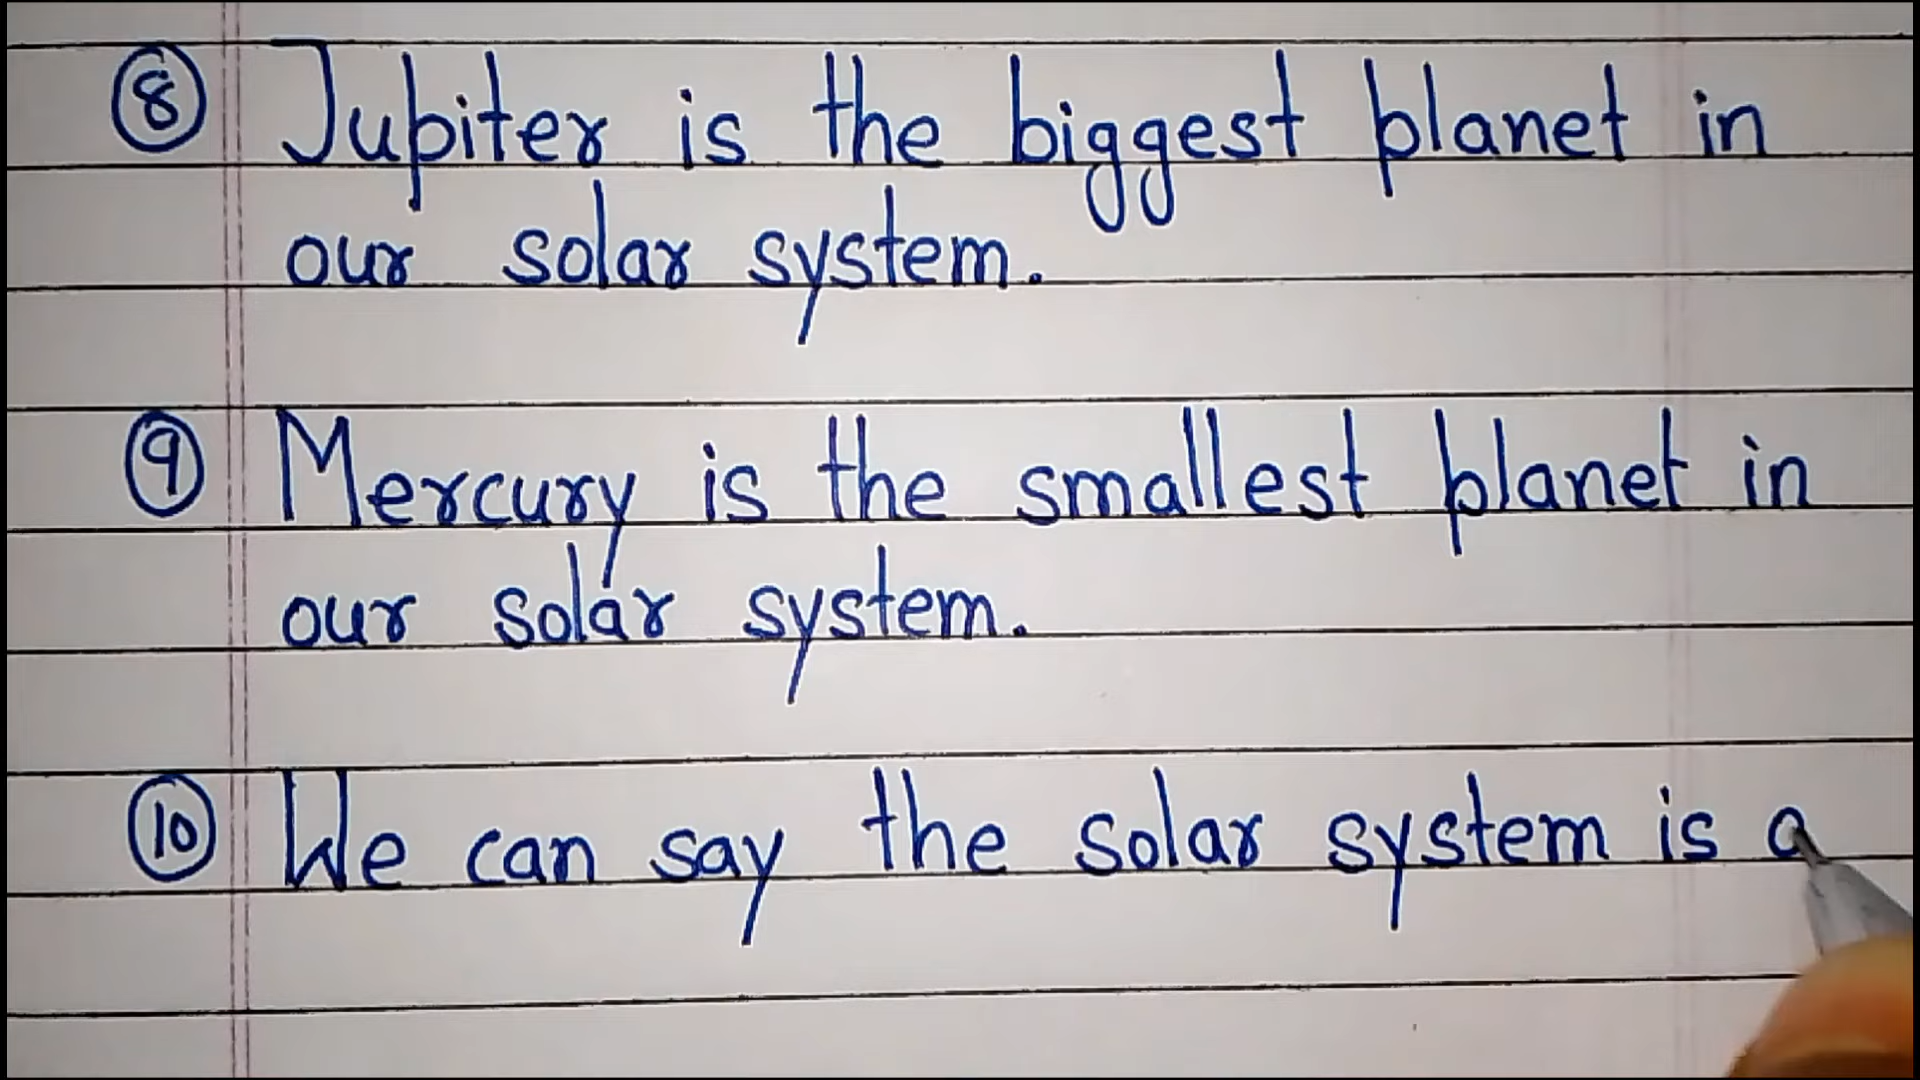 8 Jupiter is the biggest planet in
our solar system.
9 Mercury is the smallest planet in
our solar system.
10 We can say the solar system is a